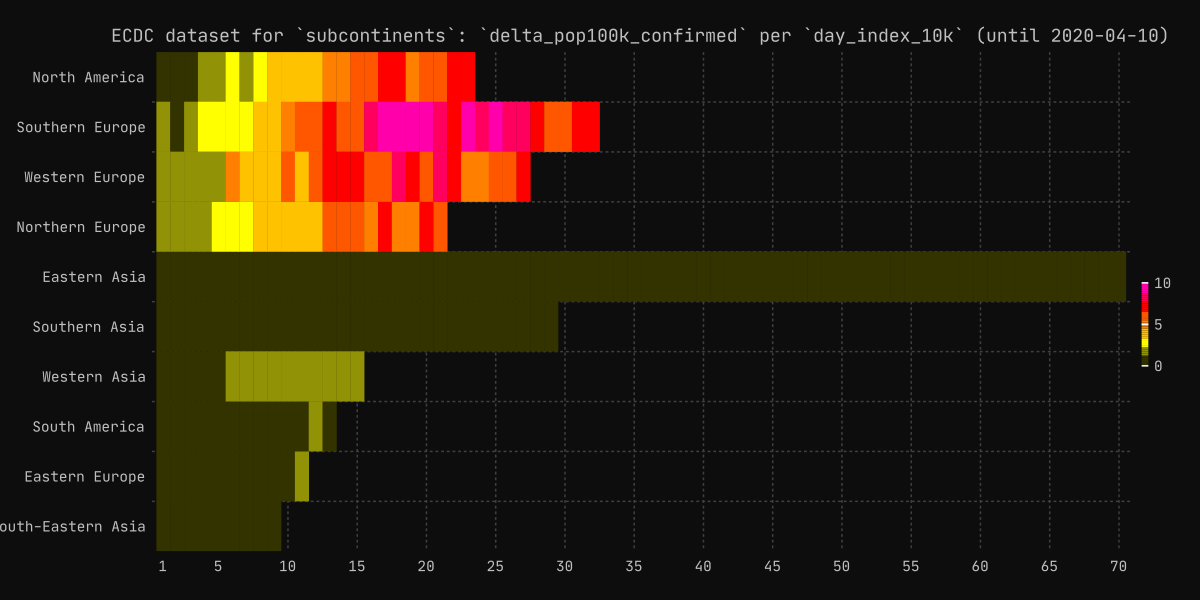 ECDC dataset for `subcontinents`: `delta_pop100k_confirmed` per `day_index_10k` (until 2020-04-10)
North America
Southern Europe
Western Europe
Northern Europe
Eastern Asia
Southern Asia
Western Asia
South America
Eastern Europe
outh-Eastern Asia
10
5
0
1 5 10 15 20 25 30 35 40 45 50 55 60 65 70